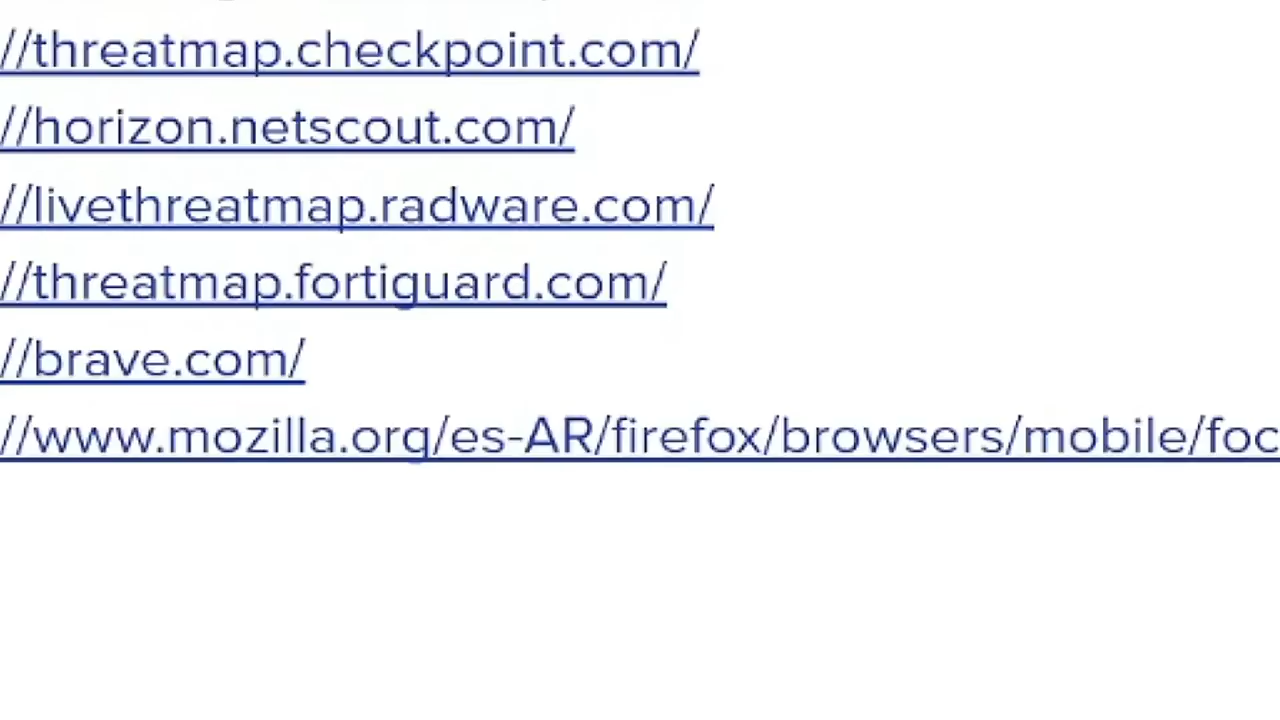 //threatmap.checkpoint.com/
//horizon.netscout.com/
//livethreatmap.radware.com/
//threatmap.fortiguard.com/
//brave.com/
//www.mozilla.org/es-AR/firefox/browsers/mobile/foc